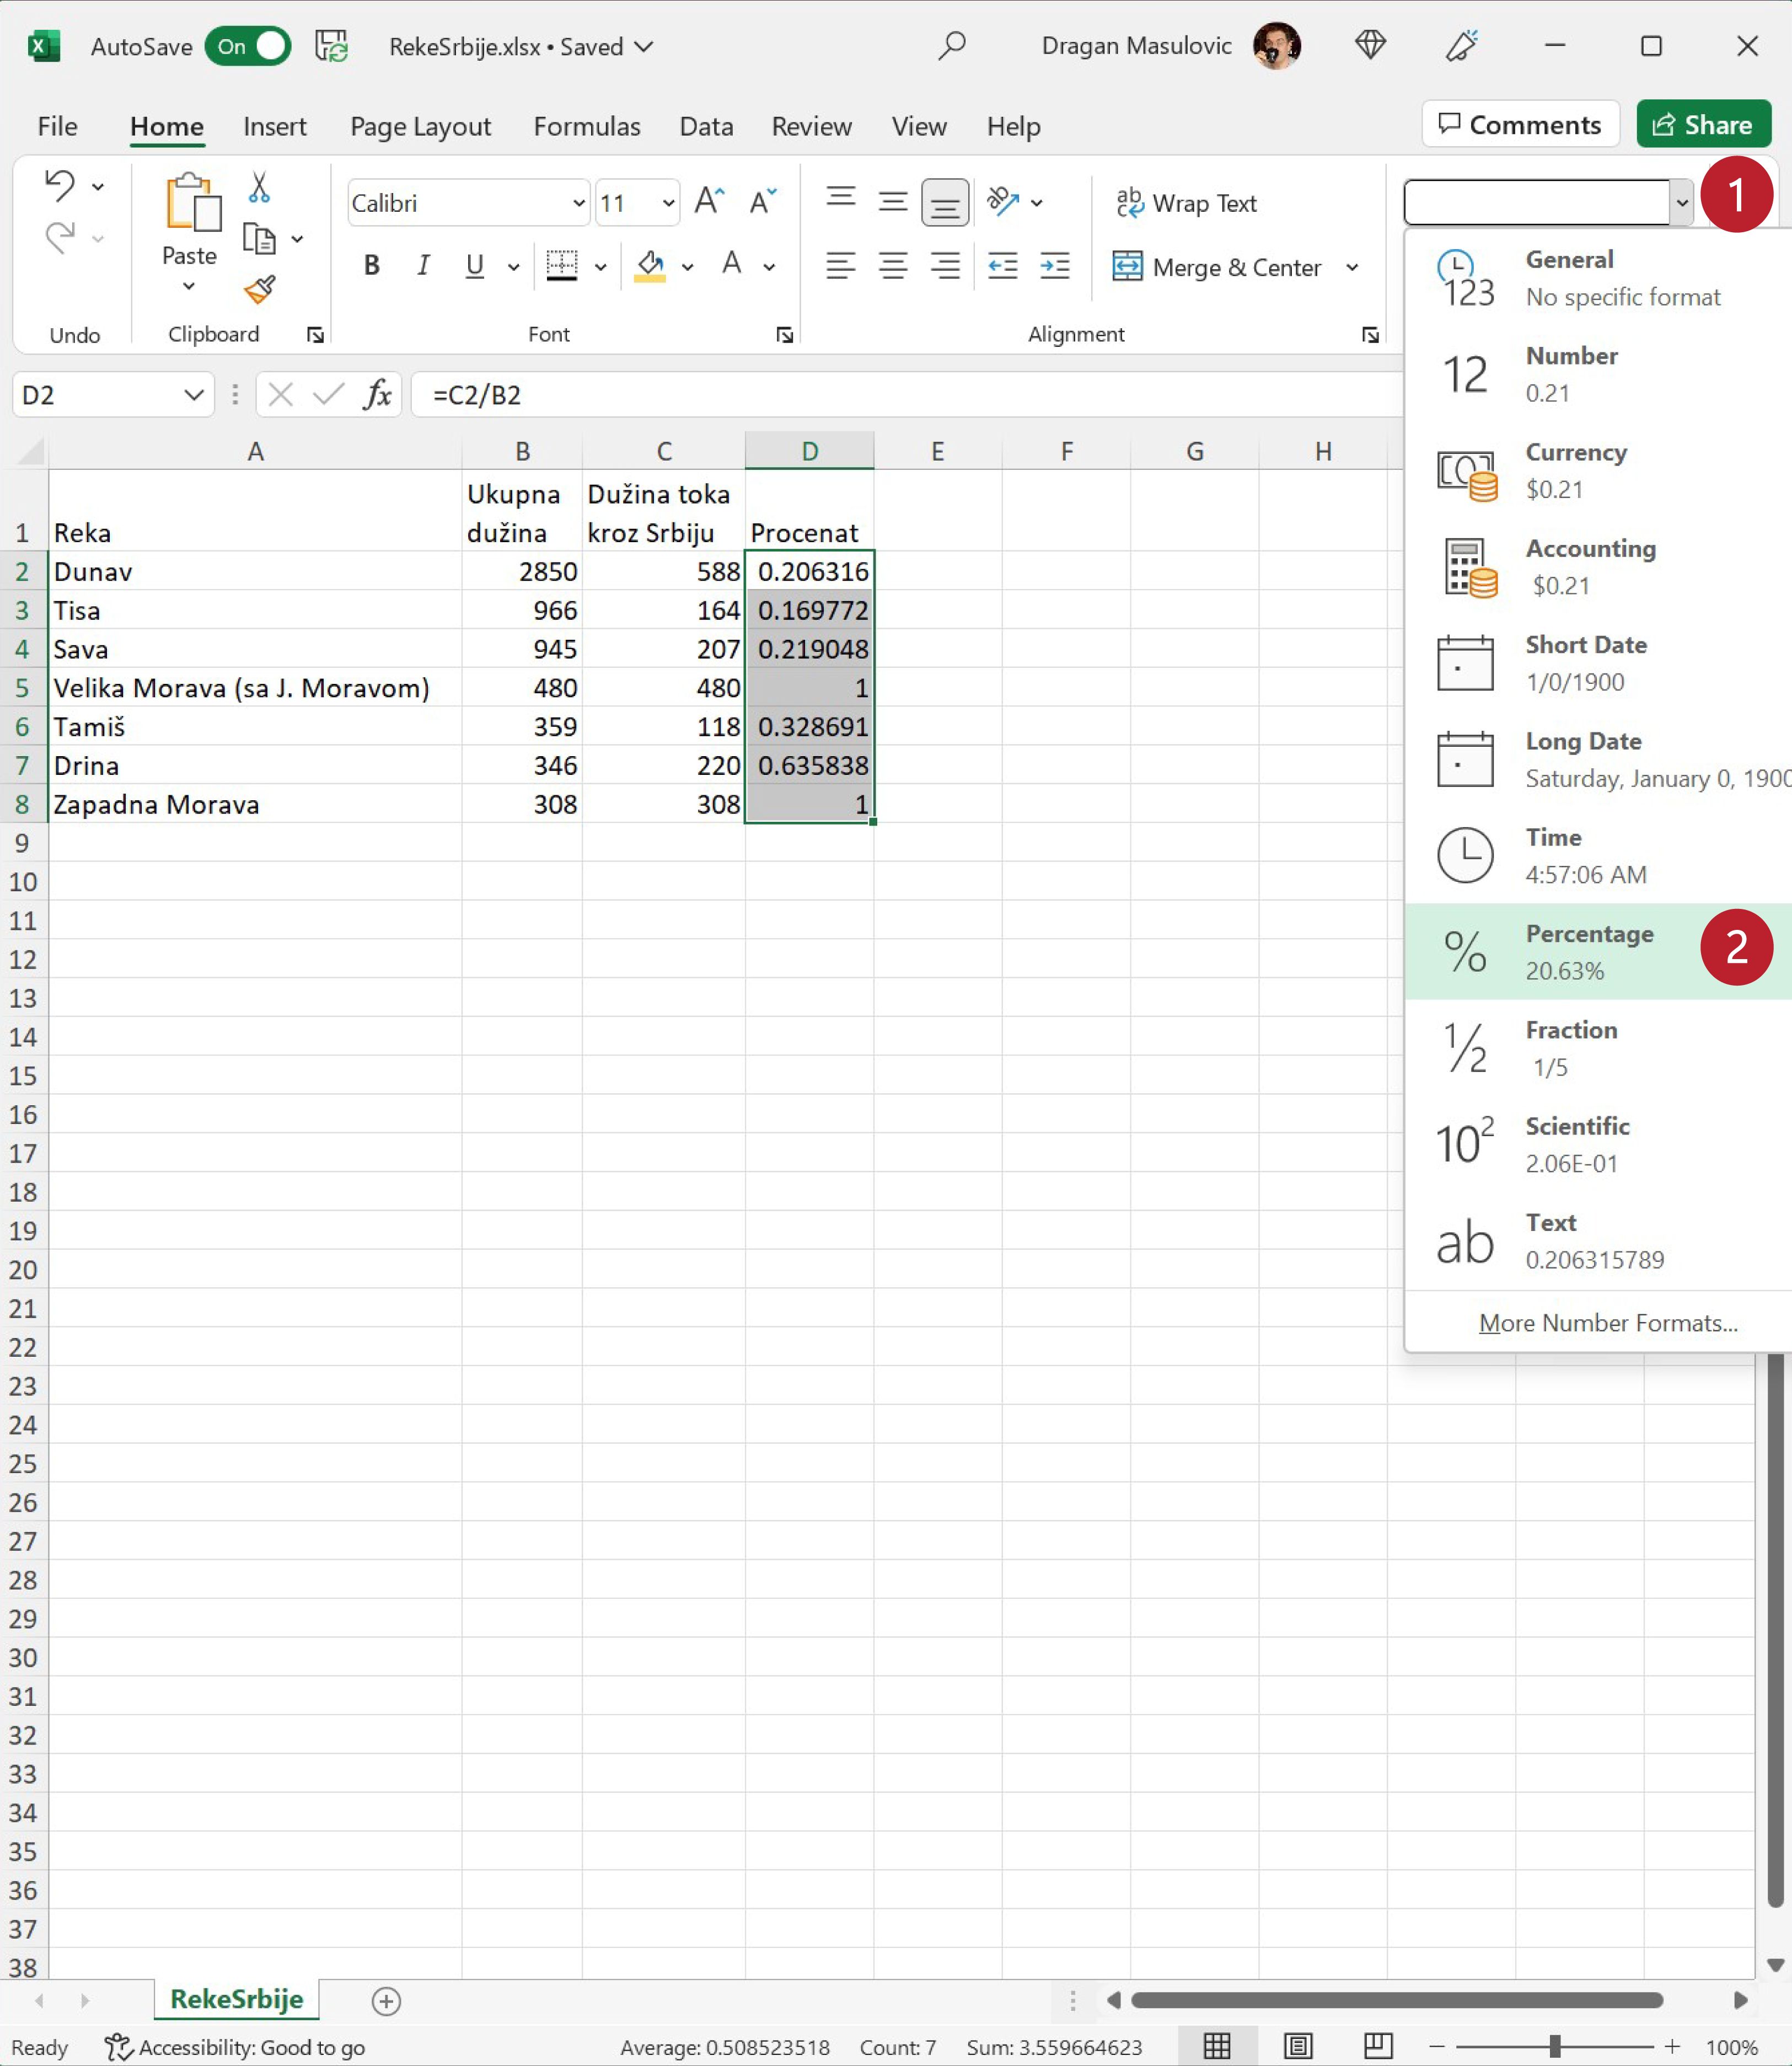 AutoSave On RekeSrbije.xlsx • Saved Dragan Masulovic
File Home Insert Page Layout Formulas Data Review View Help Comments Share
Calibri 11 Wrap Text 1
Paste B I U A Merge & Center
Undo Clipboard Font Alignment
D2 fx =C2/B2
General
No specific format
Number
0.21
Currency
$0.21
Accounting
$0.21
Short Date
1/0/1900
Long Date
Saturday, January 0, 1900
Time
4:57:06 AM
Percentage 2
20.63%
Fraction
1/5
Scientific
2.06E-01
Text
0.206315789
More Number Formats...
A B C D E F G H
1 Reka Ukupna dužina Dužina toka kroz Srbiju Procenat
2 Dunav 2850 588 0.206316
3 Tisa 966 164 0.169772
4 Sava 945 207 0.219048
5 Velika Morava (sa J. Moravom) 480 480 1
6 Tamiš 359 118 0.328691
7 Drina 346 220 0.635838
8 Zapadna Morava 308 308 1
9
10
11
12
13
14
15
16
17
18
19
20
21
22
23
24
25
26
27
28
29
30
31
32
33
34
35
36
37
38
RekeSrbije
Ready Accessibility: Good to go Average: 0.508523518 Count: 7 Sum: 3.559664623 100%